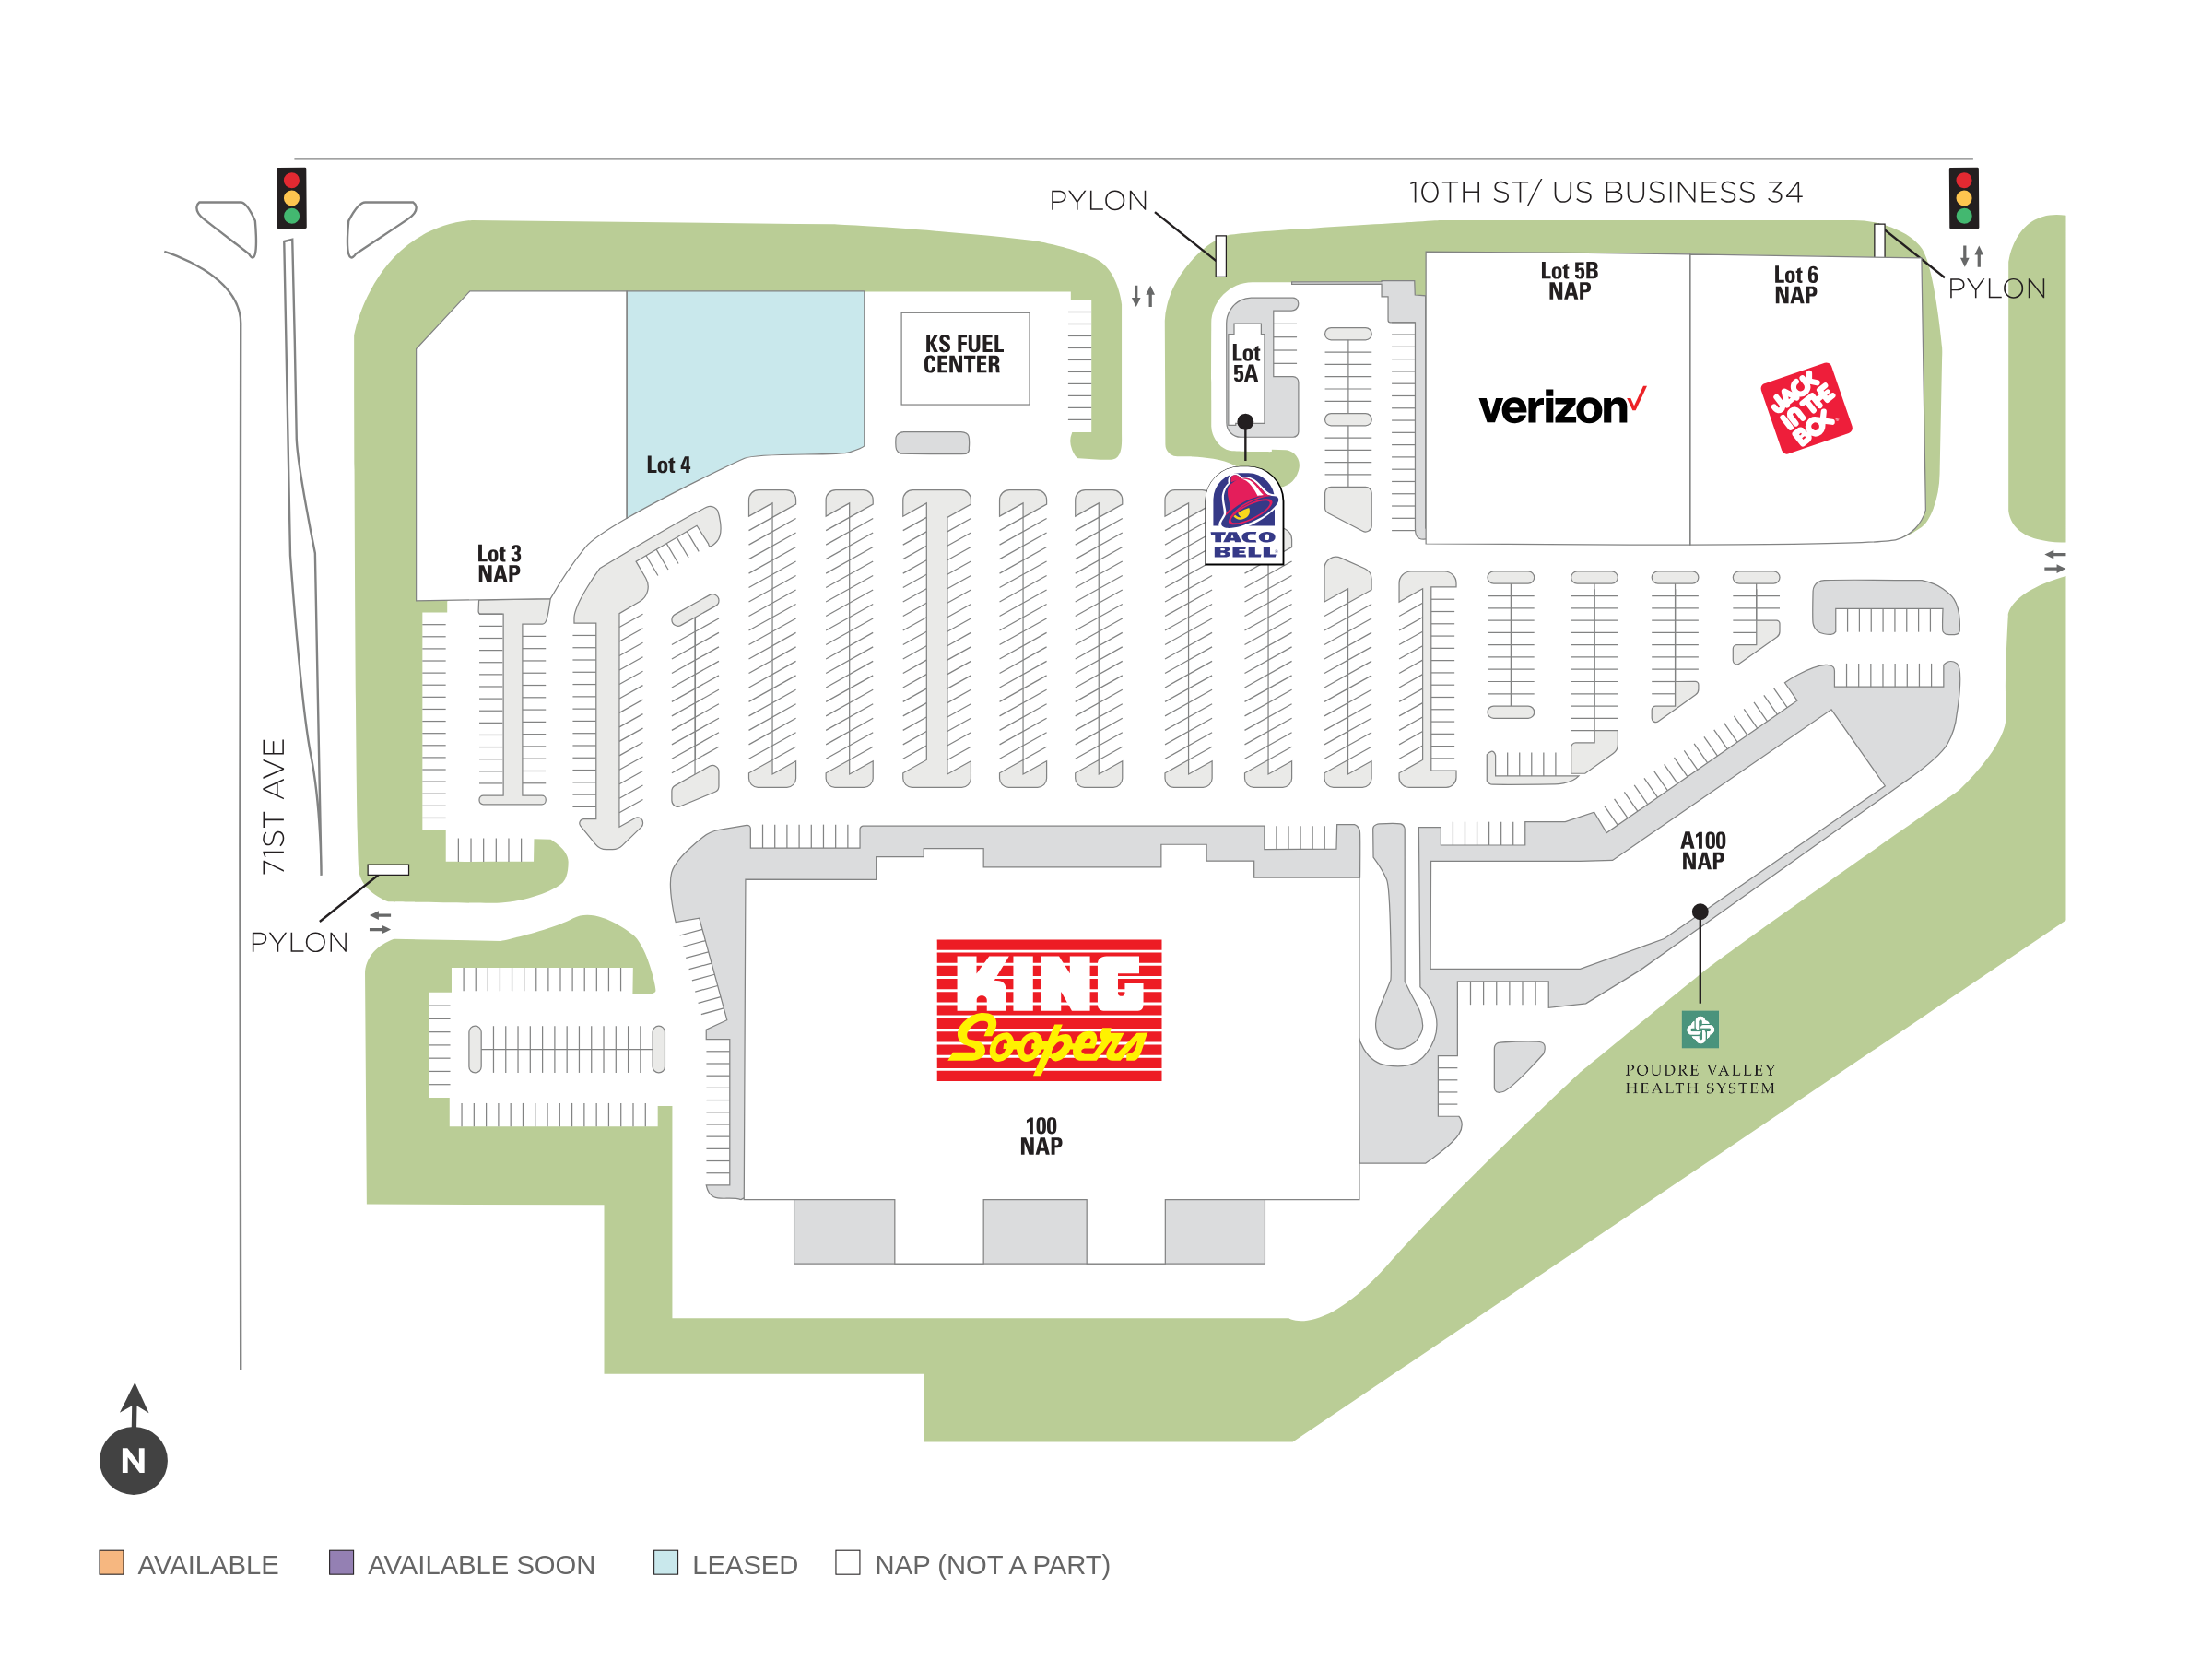 10TH ST/ US BUSINESS 34
PYLON
Lot 5B
NAP
Lot 6
NAP
PYLON
KS FUEL
CENTER
Lot
5A
verizon
JACK
IN THE
BOX
Lot 4
TACO
BELL
Lot 3
NAP
71ST AVE
A100
NAP
PYLON
KING
Soopers
POUDRE VALLEY
HEALTH SYSTEM
100
NAP
N
AVAILABLE
AVAILABLE SOON
LEASED
NAP (NOT A PART)